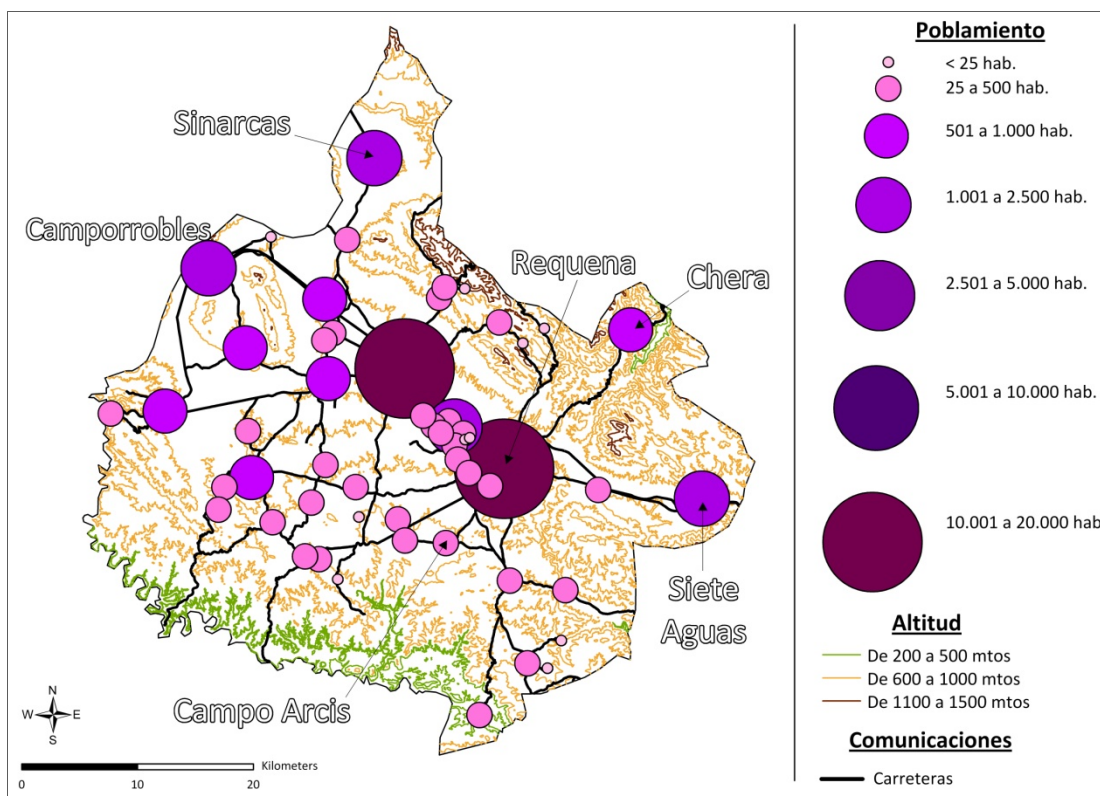 Sinarcas
Camporrobles
Requena
Chera
Siete
Aguas
Campo Arcis
N
W E
S
Kilometers
0 10 20
Poblamiento
< 25 hab.
25 a 500 hab.
501 a 1.000 hab.
1.001 a 2.500 hab.
2.501 a 5.000 hab.
5.001 a 10.000 hab.
10.001 a 20.000 hab
Altitud
De 200 a 500 mtos
De 600 a 1000 mtos
De 1100 a 1500 mtos
Comunicaciones
Carreteras